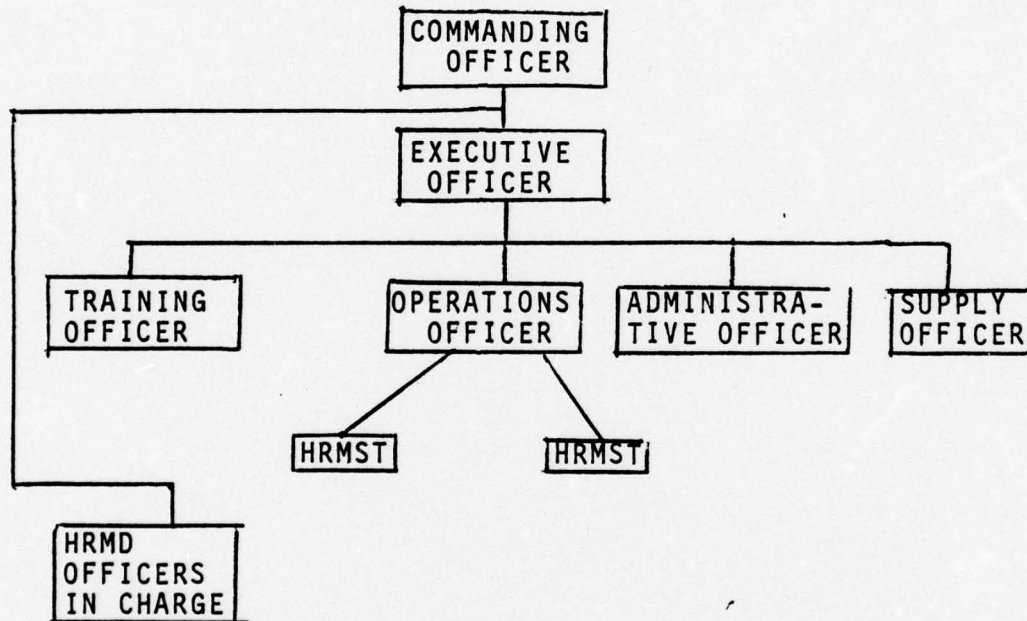 COMMANDING
OFFICER
EXECUTIVE
OFFICER
TRAINING
OFFICER
OPERATIONS
OFFICER
ADMINISTRA-
TIVE OFFICER
SUPPLY
OFFICER
HRMST
HRMST
HRMD
OFFICERS
IN CHARGE